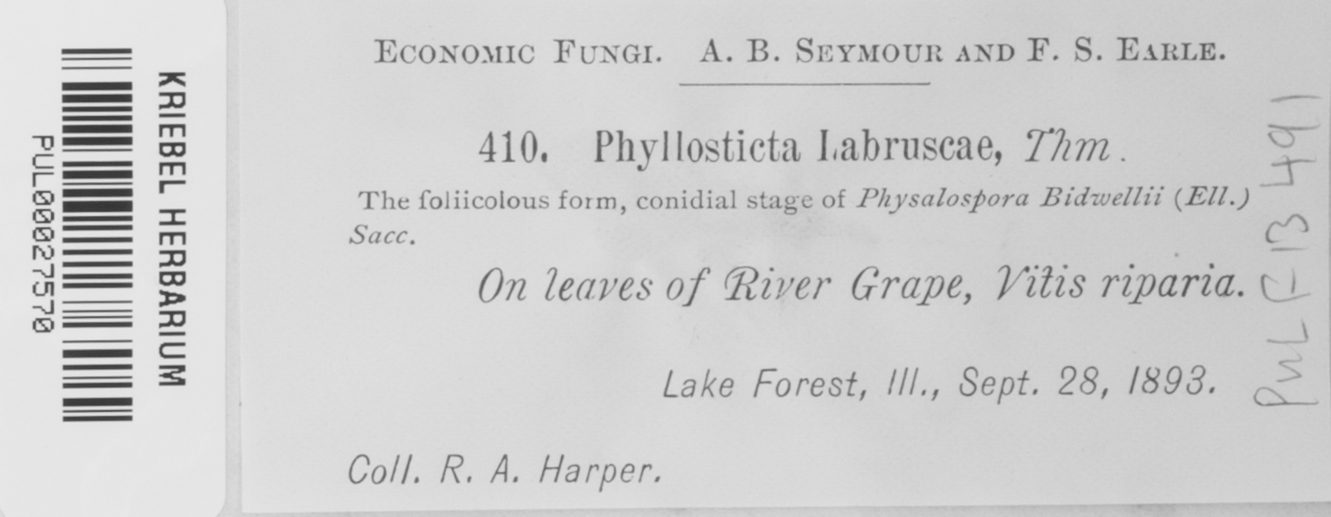 KRIEBEL HERBARIUM
PUL00027570
ECONOMIC FUNGI. A. B. SEYMOUR AND F. S. EARLE.
410. Phyllosticta Labruscae, Thm.
The foliicolous form, conidial stage of Physalospora Bidwellii (Ell.)
Sacc.
On leaves of River Grape, Vitis riparia.
Lake Forest, Ill., Sept. 28, 1893.
Coll. R. A. Harper.
PUL F 13491